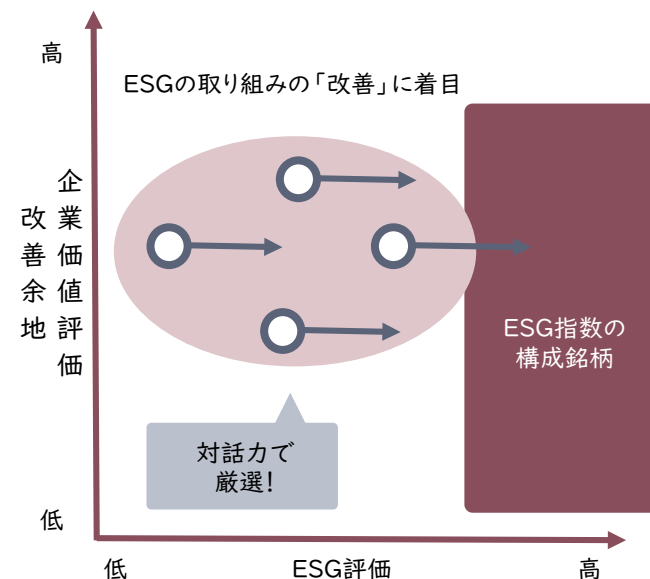 高
ESGの取り組みの「改善」に着目
企業価値評価
改善余地
ESG指数の
構成銘柄
対話力で
厳選!
低
低
ESG評価
高